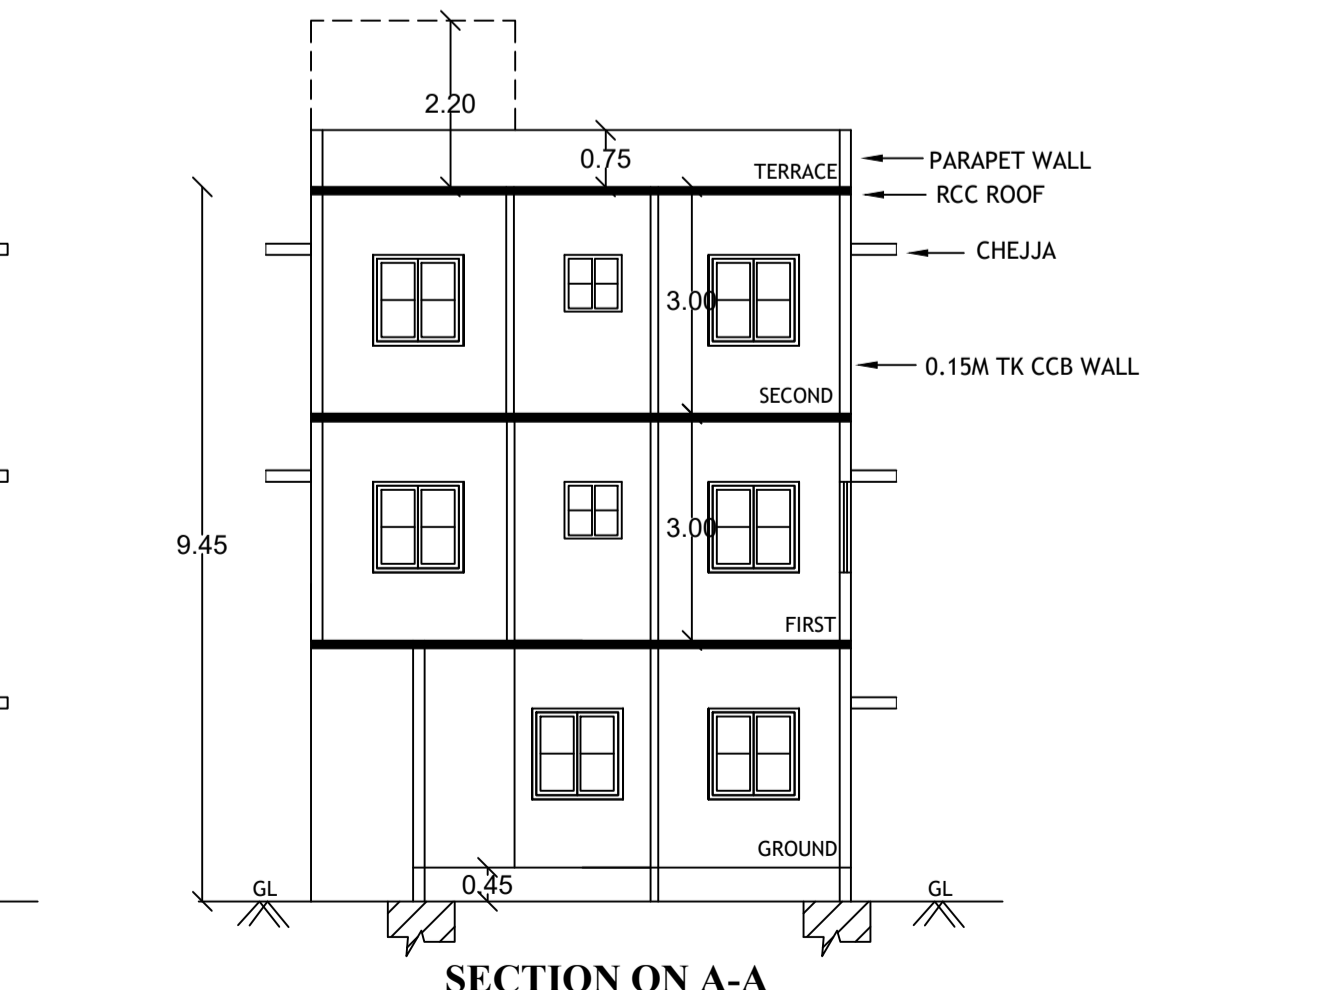 2.20
0.75
TERRACE
PARAPET WALL
RCC ROOF
CHEJJA
3.00
0.15M TK CCB WALL
SECOND
3.00
9.45
FIRST
GROUND
0.45
GL
GL
SECTION ON A-A